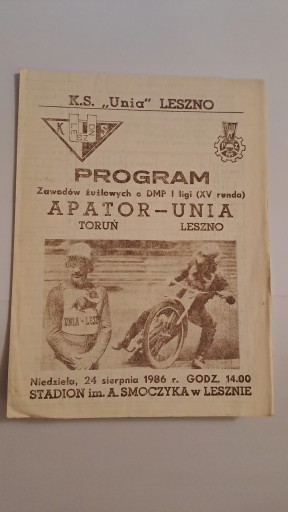 K.S. „Unia” LESZNO
K S
PROGRAM
Zawodów żużlowych o DMP I ligi (XV runda)
APATOR–UNIA
TORUŃ LESZNO
UNIA-LESZ
Niedziela, 24 sierpnia 1986 r. GODZ. 14.00
STADION im. A. SMOCZYKA w LESZNIE